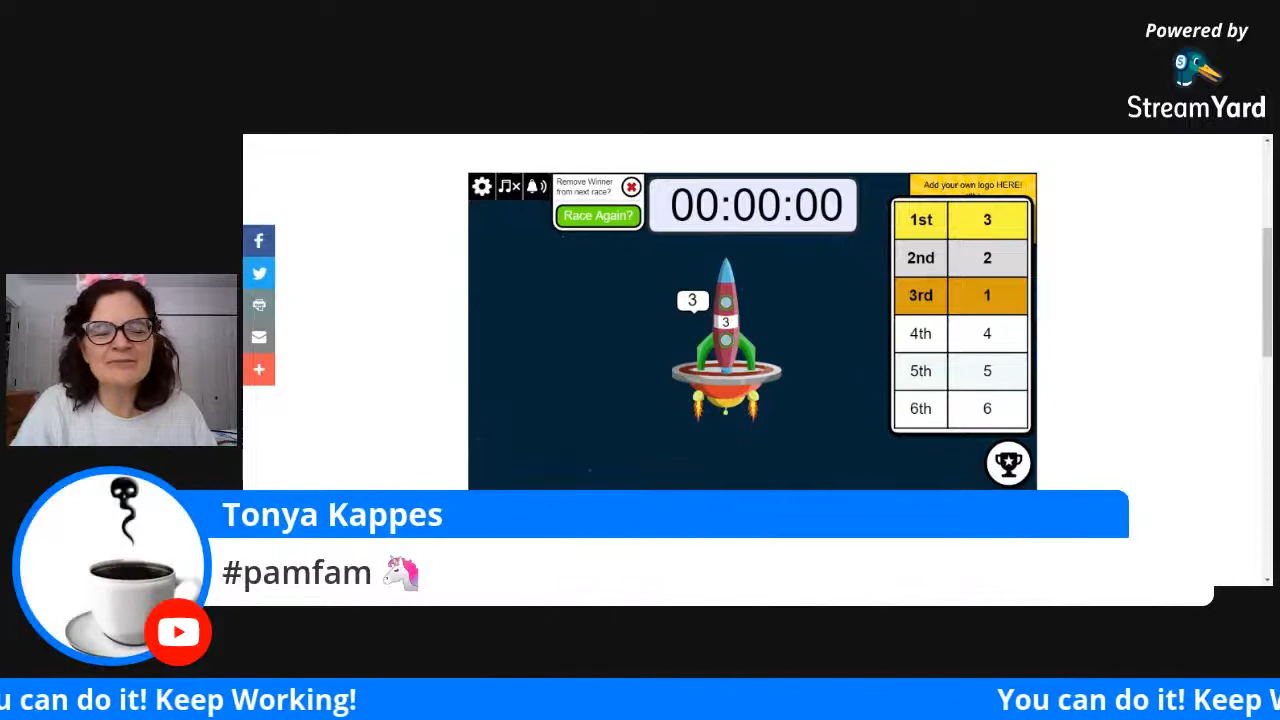 Powered by
StreamYard
Remove Winner
from next race?
Race Again?
00:00:00
Add your own logo HERE!
1st 3
2nd 2
3rd 1
4th 4
5th 5
6th 6
3
3
Tonya Kappes
#pamfam 🦄
u can do it! Keep Working!
You can do it! Keep W